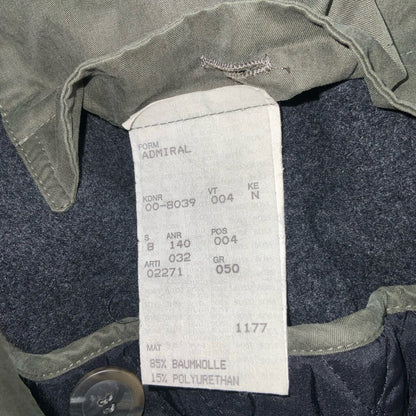 FORM
ADMIRAL
KDNR VT KE
00-8039 004 N
S ANR POS
B 140 004
ARTI 032 GR
02271 050
1177
MAT
85% BAUMWOLLE
15% POLYURETHAN